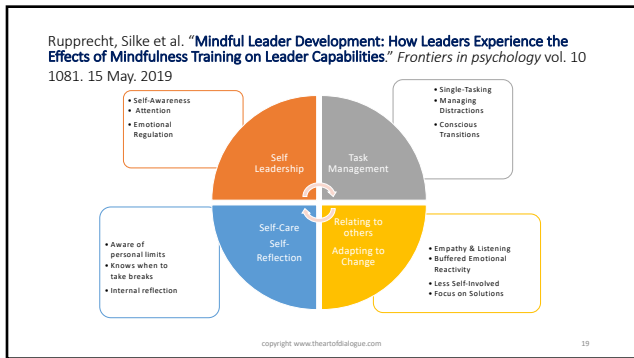 Rupprecht, Silke et al. “Mindful Leader Development: How Leaders Experience the
Effects of Mindfulness Training on Leader Capabilities.” Frontiers in psychology vol. 10
1081. 15 May. 2019
• Self-Awareness
• Attention
• Emotional
Regulation
• Single-Tasking
• Managing
Distractions
• Conscious
Transitions
Self
Leadership
Task
Management
Self-Care
Self-
Reflection
Relating to
others
Adapting to
Change
• Aware of
personal limits
• Knows when to
take breaks
• Internal reflection
• Empathy & Listening
• Buffered Emotional
Reactivity
• Less Self-Involved
• Focus on Solutions
copyright www.theartofdialogue.com
19